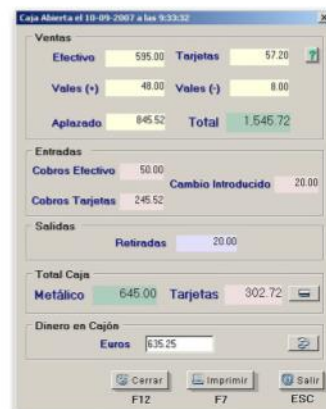 Caja Abierta el 10-09-2007 a las 9:33:32
Ventas
Efectivo 595.00 Tarjetas 57.20 ?
Vales (+) 48.00 Vales (-) 8.00
Aplazado 845.52 Total 1,545.72
Entradas
Cobros Efectivo 50.00
Cambio Introducido 20.00
Cobros Tarjetas 245.52
Salidas
Retiradas 20.00
Total Caja
Metálico 645.00 Tarjetas 302.72
Dinero en Cajón
Euros 635.25
Cerrar Imprimir Salir
F12 F7 ESC